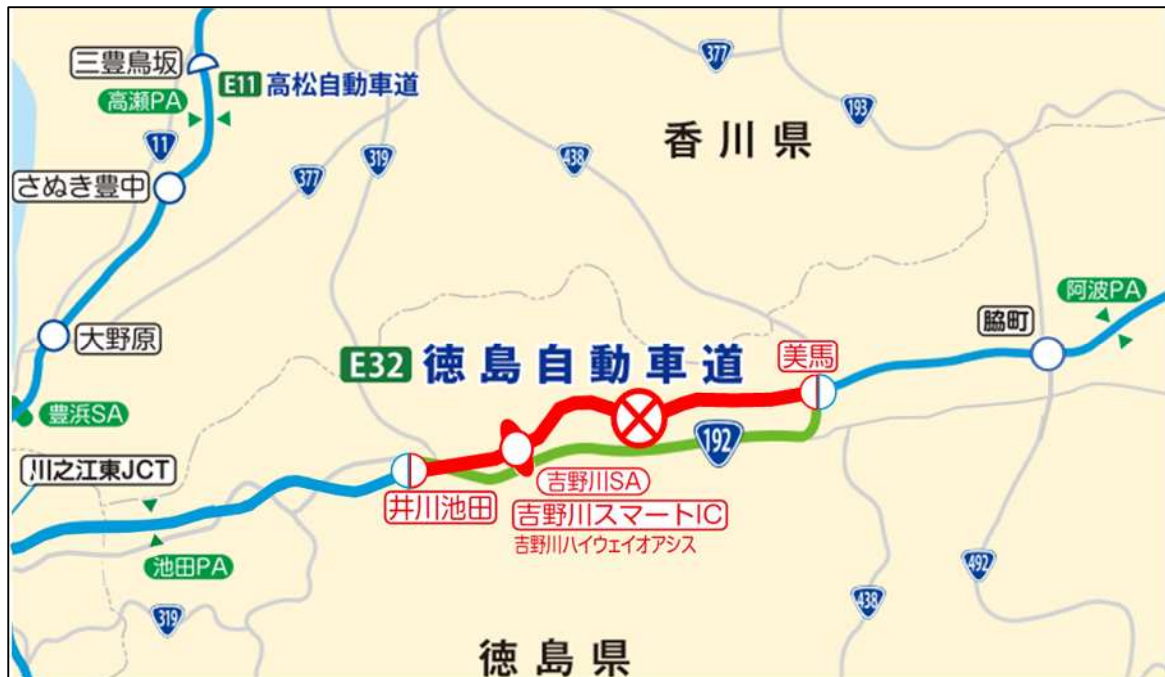 三豊鳥坂
E11 高松自動車道
高瀬PA
11
さぬき豊中
377
319
438
377
193
香川県
大野原
豊浜SA
E32 徳島自動車道
美馬
脇町
阿波PA
192
川之江東JCT
井川池田
吉野川SA
吉野川スマートIC
吉野川ハイウェイオアシス
池田PA
319
492
438
徳島県